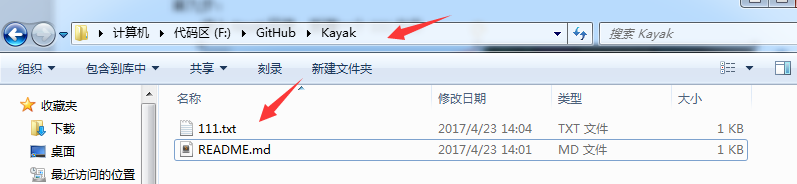 计算机 代码区 (F:) GitHub Kayak 搜索 Kayak
组织 包含到库中 共享 刻录 新建文件夹
收藏夹
下载
桌面
最近访问的位置
名称 修改日期 类型 大小
111.txt 2017/4/23 14:04 TXT 文件 1 KB
README.md 2017/4/23 14:01 MD 文件 1 KB